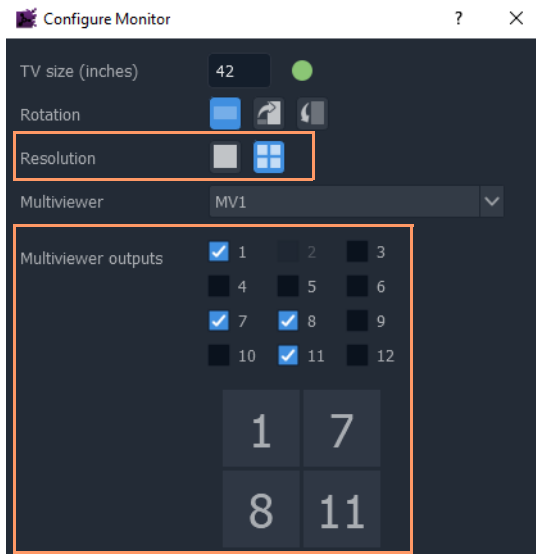 Configure Monitor ?
TV size (inches) 42
Rotation
Resolution
Multiviewer MV1
Multiviewer outputs 1 2 3
4 5 6
7 8 9
10 11 12
1 7
8 11